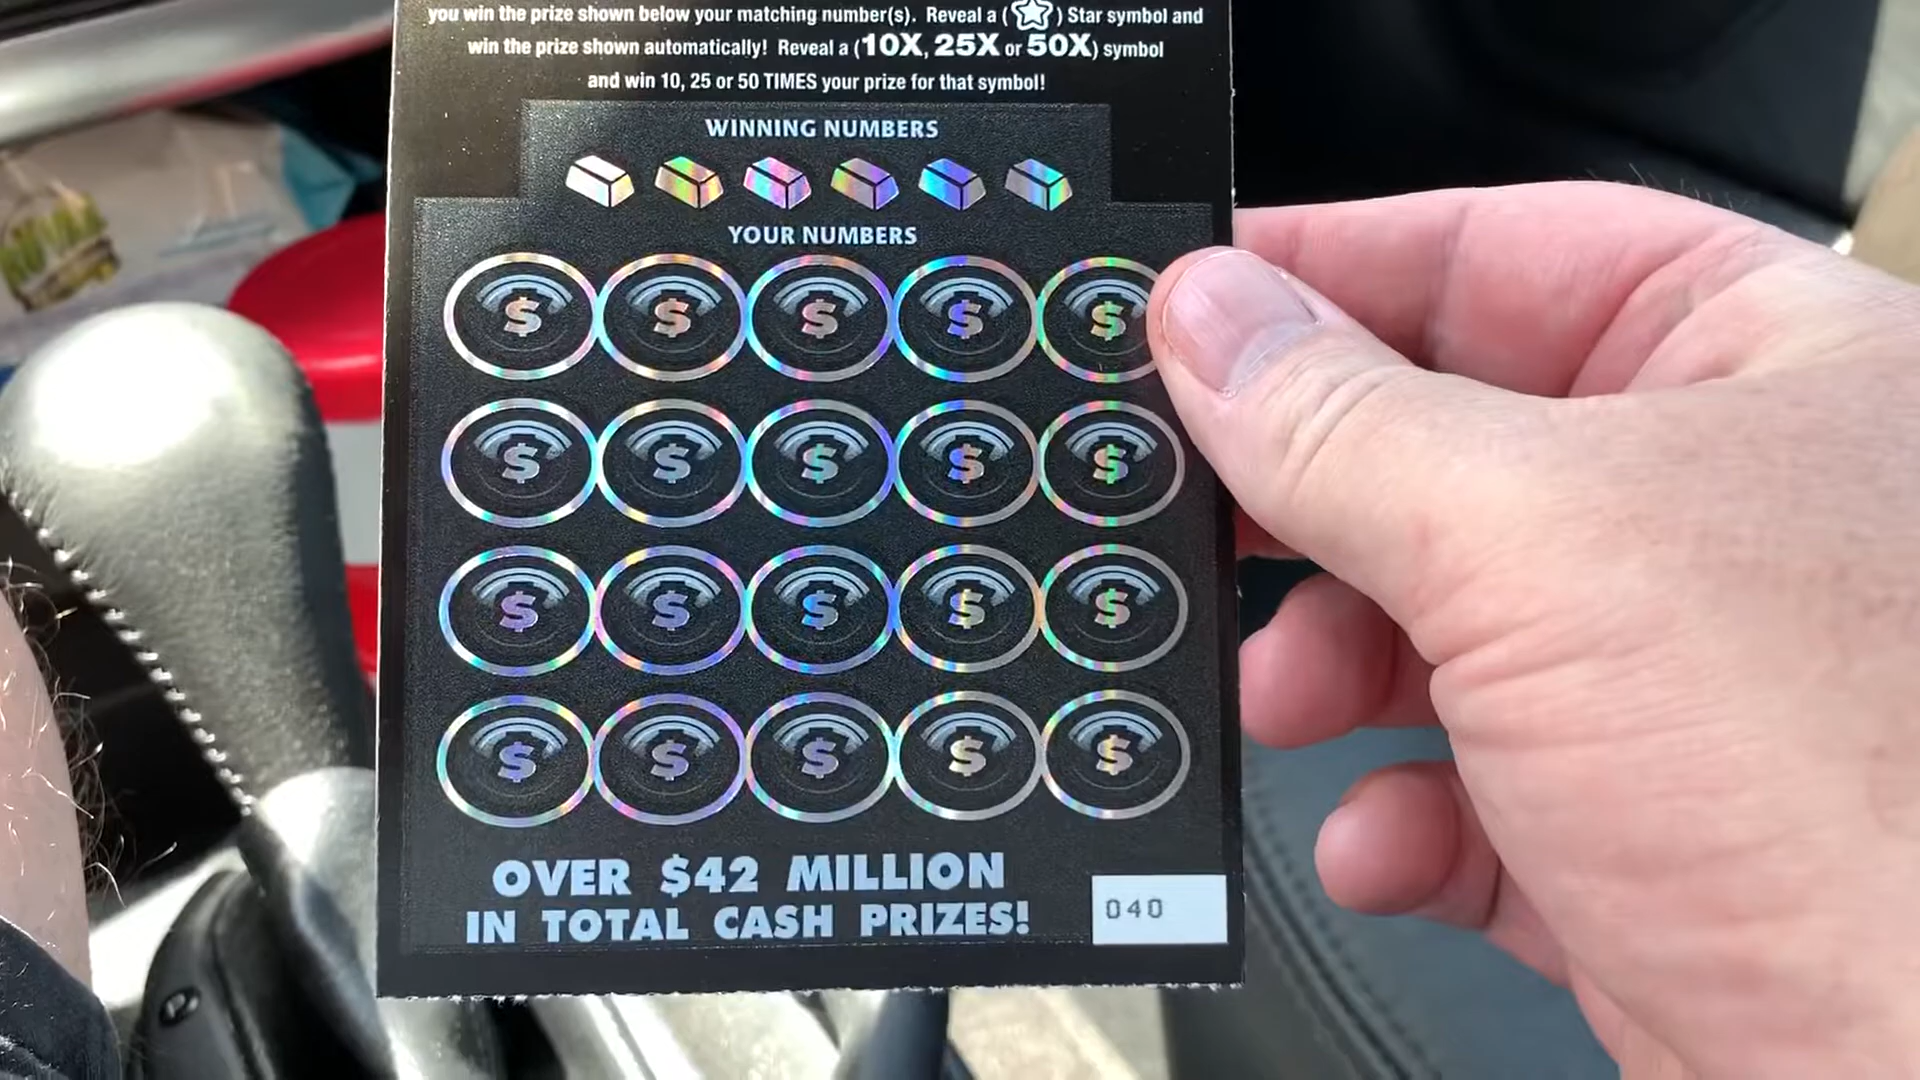 you win the prize shown below your matching number(s). Reveal a ( ) Star symbol and
win the prize shown automatically! Reveal a (10X, 25X or 50X) symbol
and win 10, 25 or 50 TIMES your prize for that symbol!
WINNING NUMBERS
YOUR NUMBERS
$ $ $ $ $
$ $ $ $ $
$ $ $ $ $
$ $ $ $ $
OVER $42 MILLION
IN TOTAL CASH PRIZES!
040